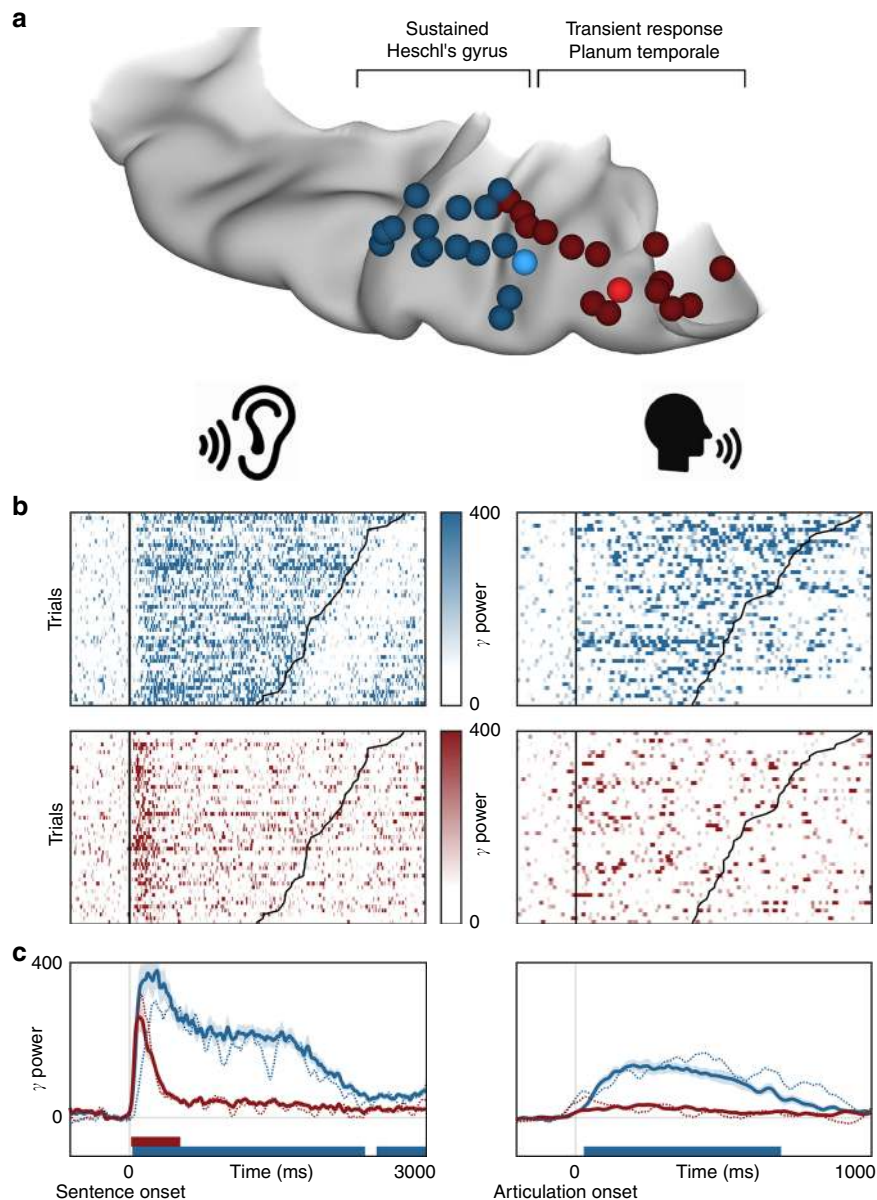 a
Sustained
Heschl's gyrus
Transient response
Planum temporale
b
Trials
400
γ power
0
Trials
400
γ power
0
c
400
γ power
0
0
Time (ms)
3000
Sentence onset
0
Time (ms)
1000
Articulation onset